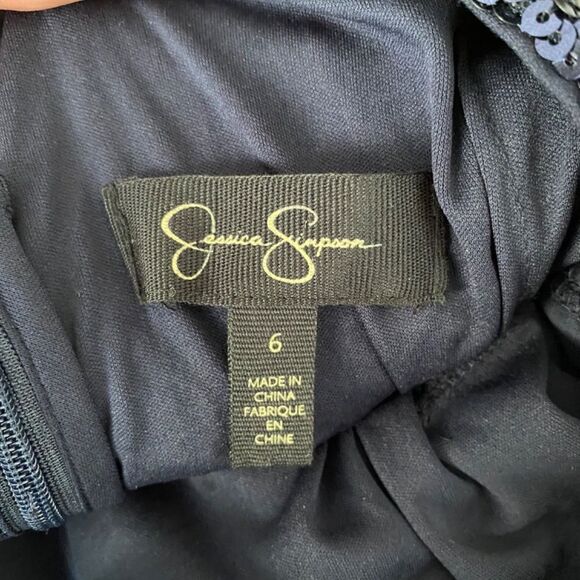 Jessica Simpson
6
MADE IN
CHINA
FABRIQUE
EN
CHINE